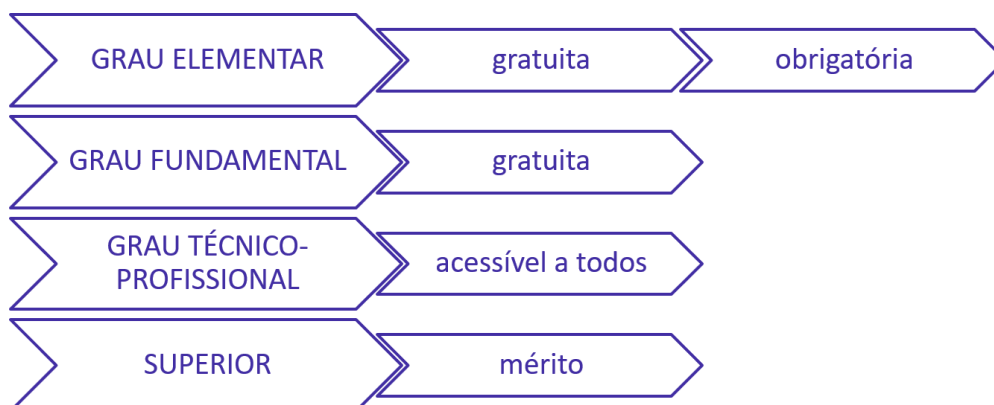 GRAU ELEMENTAR gratuita obrigatória
GRAU FUNDAMENTAL gratuita
GRAU TÉCNICO-
PROFISSIONAL
acessível a todos
SUPERIOR mérito